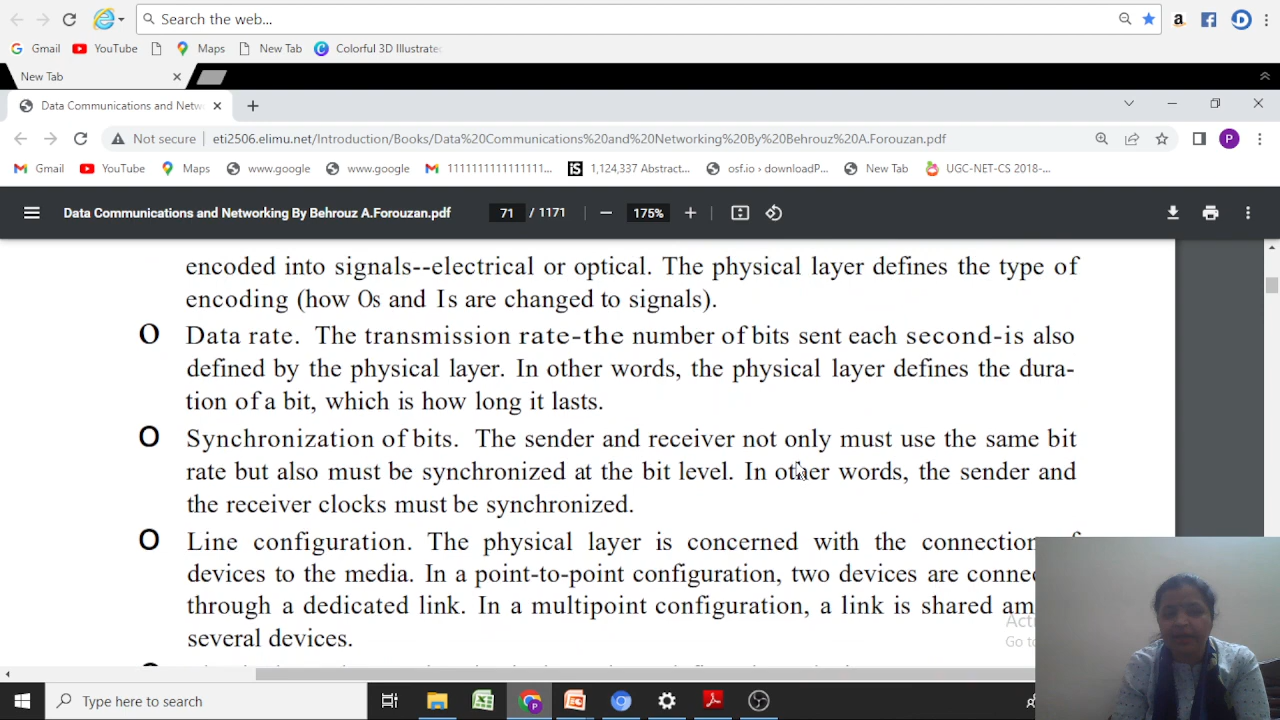 Search the web...
Gmail YouTube Maps New Tab Colorful 3D Illustrate
New Tab
Data Communications and Netw
Not secure eti2506.elimu.net/Introduction/Books/Data%20Communications%20and%20Networking%20By%20Behrouz%20A.Forouzan.pdf
Gmail YouTube Maps www.google www.google 1111111111111111... 1,124,337 Abstract... osf.io › downloadP... New Tab UGC-NET-CS 2018-...
Data Communications and Networking By Behrouz A.Forouzan.pdf 71 / 1171 175%
encoded into signals--electrical or optical. The physical layer defines the type of
encoding (how Os and Is are changed to signals).
O Data rate. The transmission rate-the number of bits sent each second-is also
defined by the physical layer. In other words, the physical layer defines the dura-
tion of a bit, which is how long it lasts.
O Synchronization of bits. The sender and receiver not only must use the same bit
rate but also must be synchronized at the bit level. In other words, the sender and
the receiver clocks must be synchronized.
O Line configuration. The physical layer is concerned with the connection
devices to the media. In a point-to-point configuration, two devices are connec
through a dedicated link. In a multipoint configuration, a link is shared am
several devices.
Type here to search